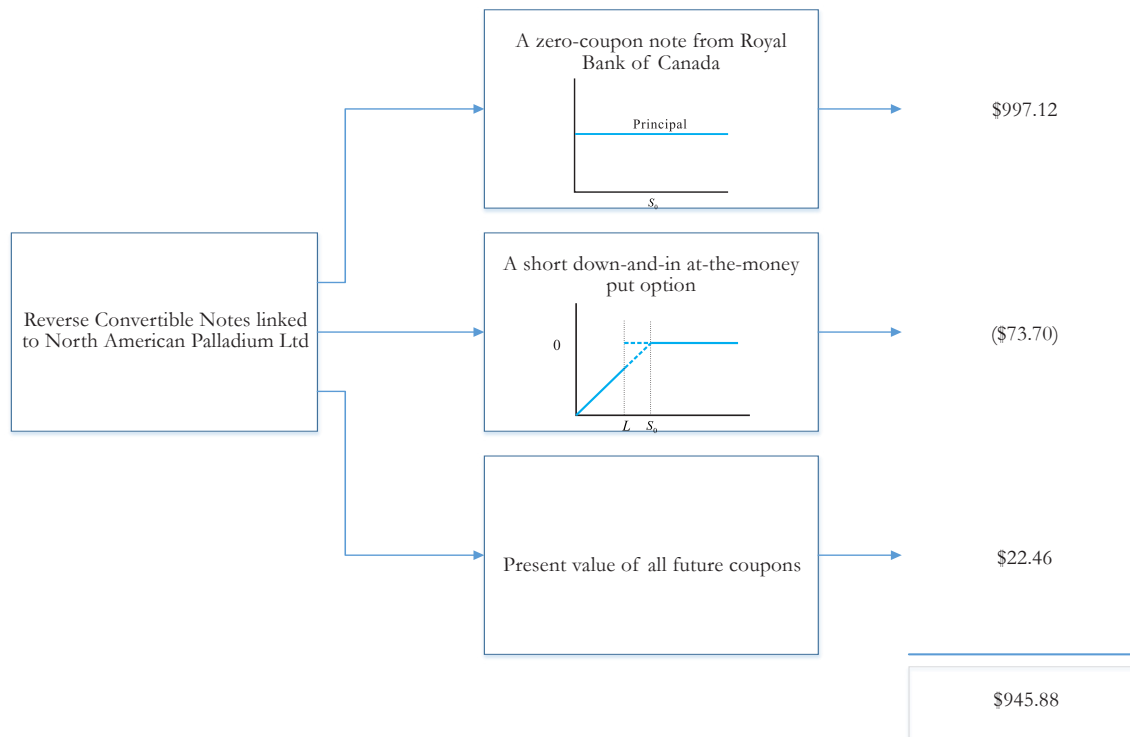 A zero-coupon note from Royal
Bank of Canada
Principal
S₀
$997.12
Reverse Convertible Notes linked
to North American Palladium Ltd
A short down-and-in at-the-money
put option
0
L S₀
($73.70)
Present value of all future coupons
$22.46
$945.88